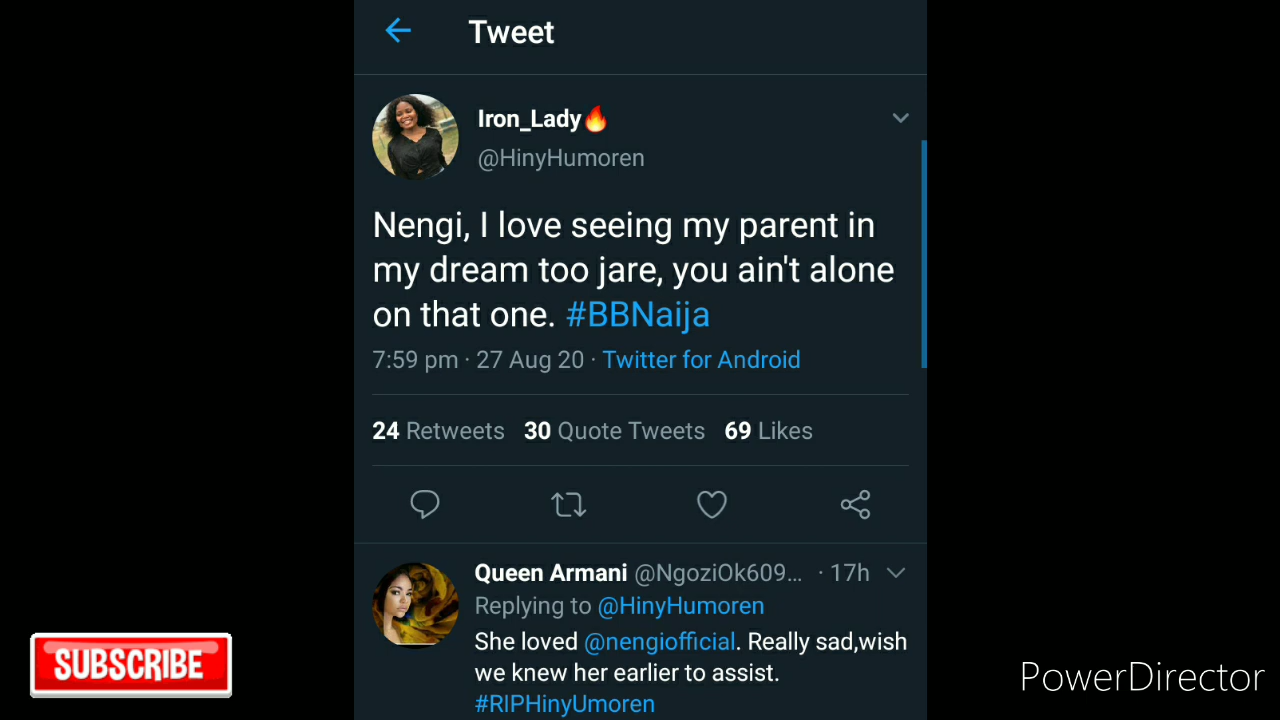 Tweet
Iron_Lady🔥
@HinyHumoren
Nengi, I love seeing my parent in
my dream too jare, you ain't alone
on that one. #BBNaija
7:59 pm · 27 Aug 20 · Twitter for Android
24 Retweets 30 Quote Tweets 69 Likes
Queen Armani @NgoziOk609... · 17h
Replying to @HinyHumoren
She loved @nengiofficial. Really sad,wish
we knew her earlier to assist.
#RIPHinyUmoren
SUBSCRIBE
PowerDirector